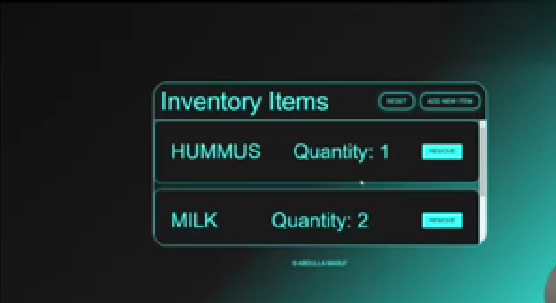 Inventory Items RESET ADD NEW ITEM
HUMMUS Quantity: 1 REMOVE
MILK Quantity: 2 REMOVE